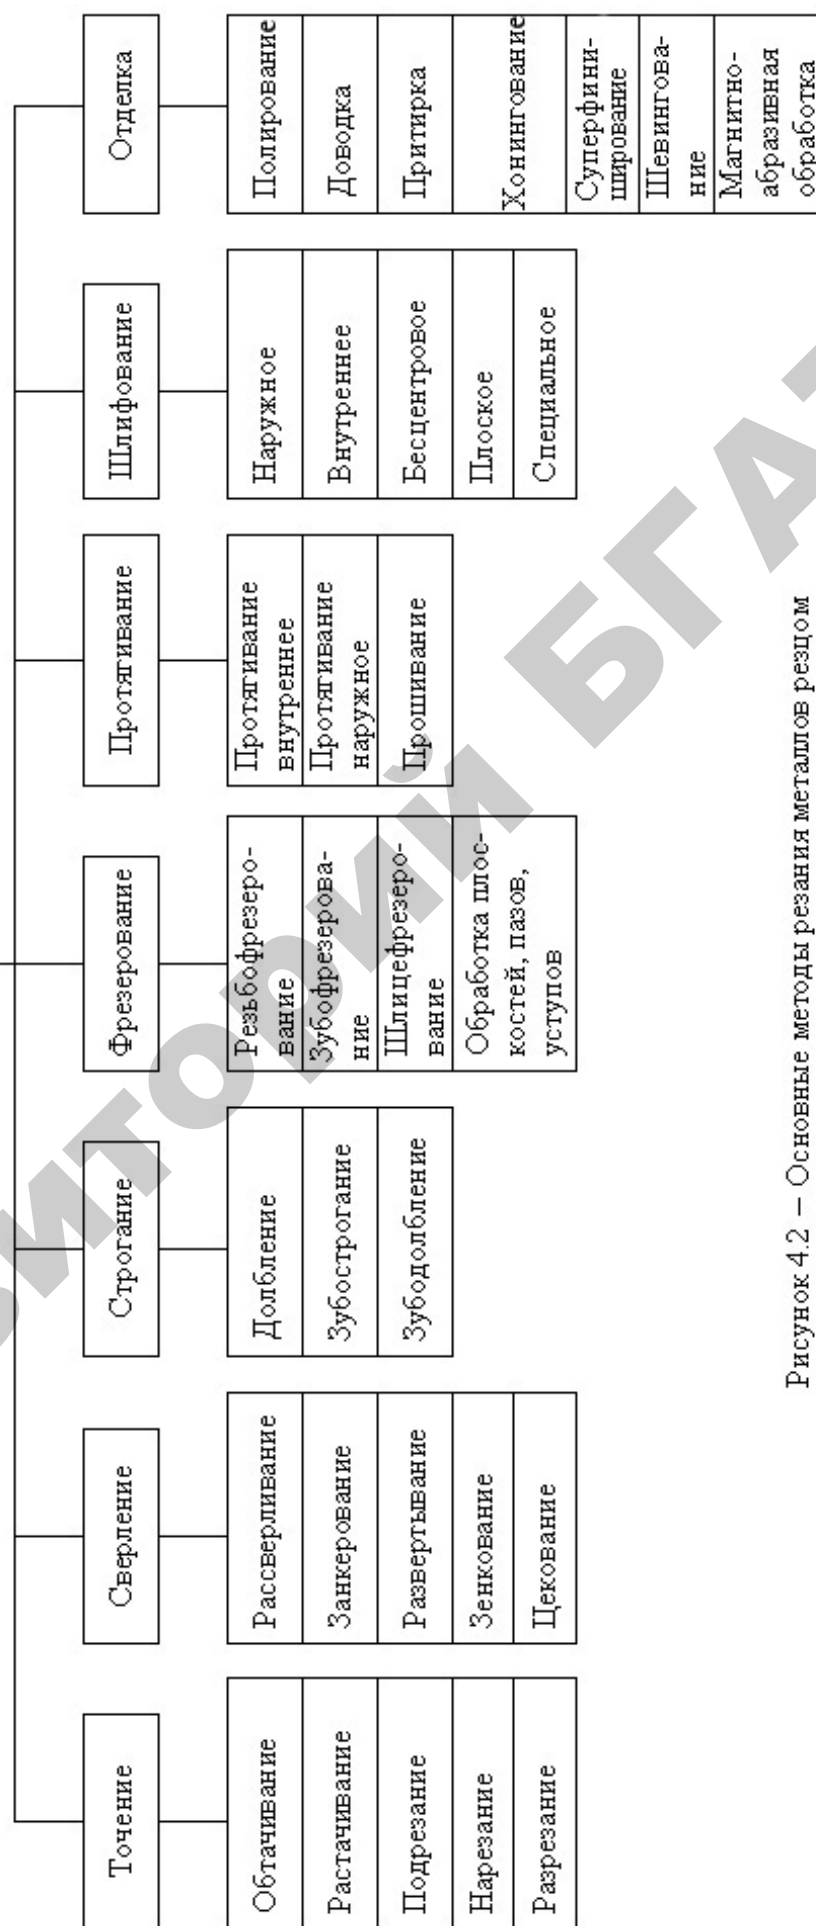 Точение
Обтачивание
Растачивание
Подрезание
Нарезание
Разрезание
Сверление
Рассверливание
Занкерование
Развертывание
Зенкование
Цекование
Строгание
Долбление
Зубострогание
Зубодолбление
Фрезерование
Резьбофрезеро-
вание
Зубофрезерова-
ние
Шлицефрезеро-
вание
Обработка плос-
костей, пазов,
уступов
Протягивание
Протягивание
внутреннее
Протягивание
наружное
Прошивание
Шлифование
Наружное
Внутреннее
Бесцентровое
Плоское
Специальное
Отделка
Полирование
Доводка
Притирка
Хонингование
Суперфини-
ширование
Шевингова-
ние
Магнитно-
абразивная
обработка
Рисунок 4.2 – Основные методы резания металлов резцом